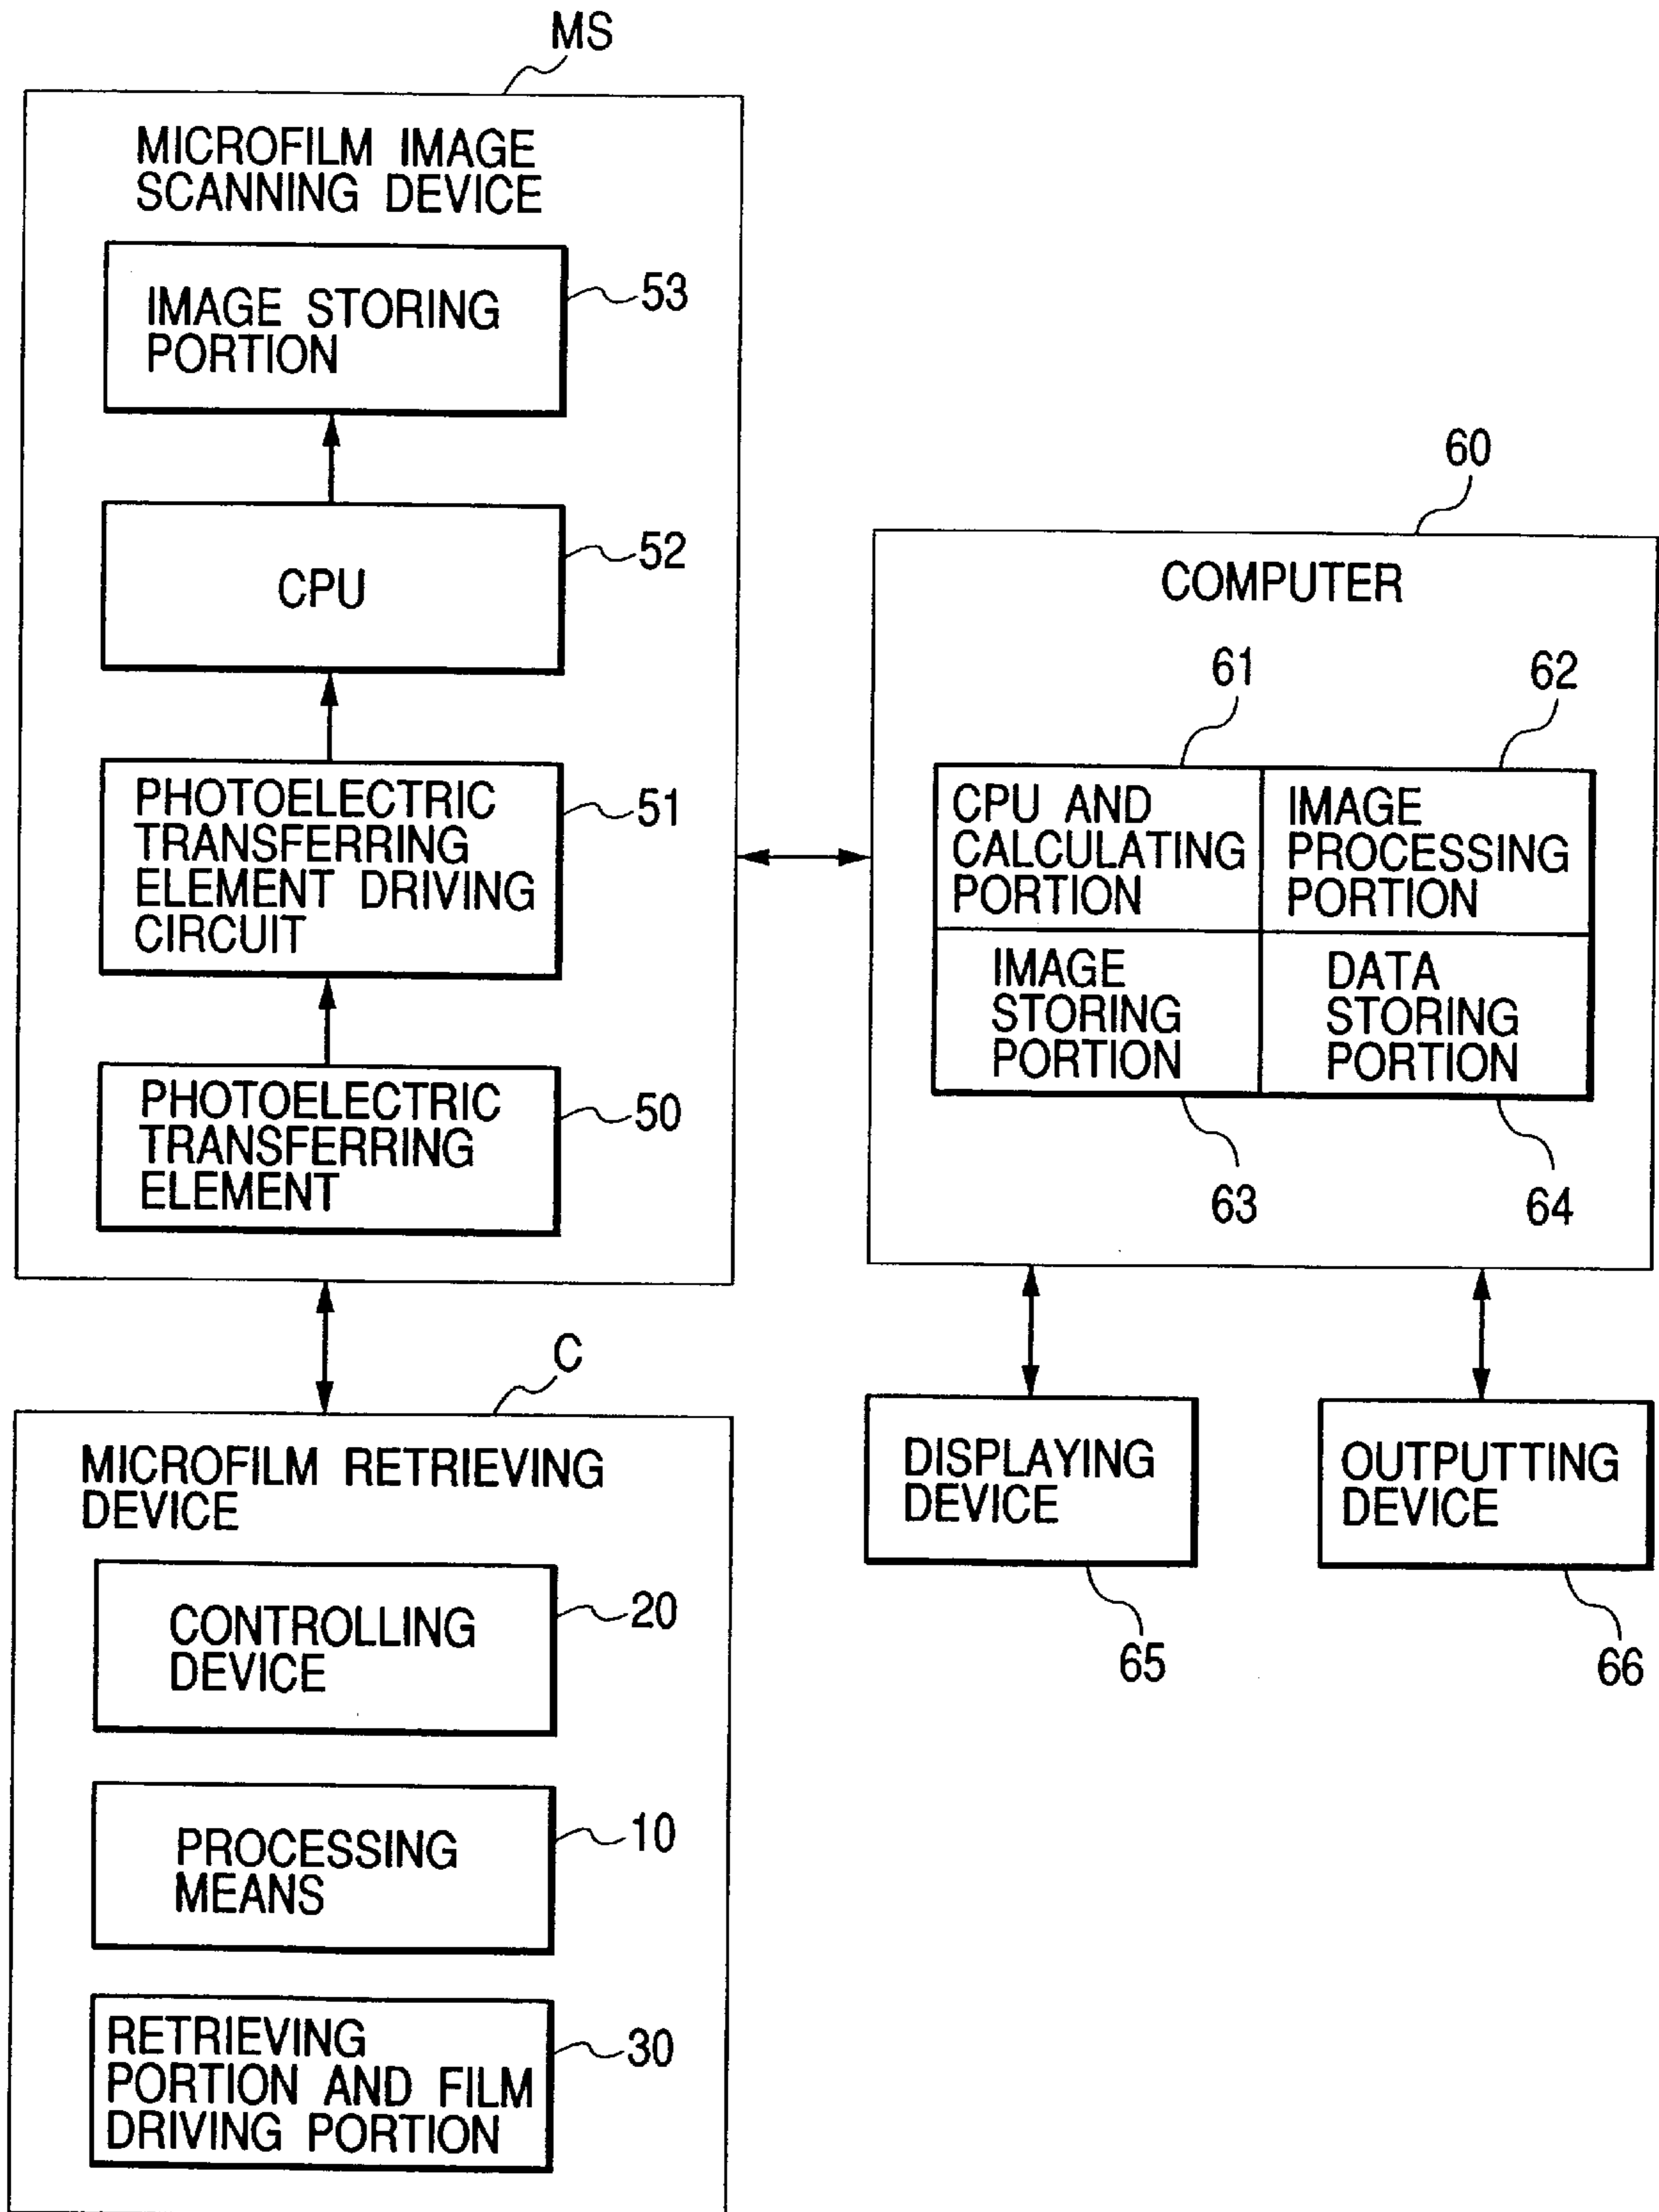 MS
MICROFILM IMAGE
SCANNING DEVICE
IMAGE STORING
PORTION
53
CPU
52
PHOTOELECTRIC
TRANSFERRING
ELEMENT DRIVING
CIRCUIT
51
PHOTOELECTRIC
TRANSFERRING
ELEMENT
50
60
COMPUTER
61
62
CPU AND
CALCULATING
PORTION
IMAGE
PROCESSING
PORTION
IMAGE
STORING
PORTION
DATA
STORING
PORTION
63
64
C
MICROFILM RETRIEVING
DEVICE
CONTROLLING
DEVICE
20
PROCESSING
MEANS
10
RETRIEVING
PORTION AND FILM
DRIVING PORTION
30
DISPLAYING
DEVICE
65
OUTPUTTING
DEVICE
66